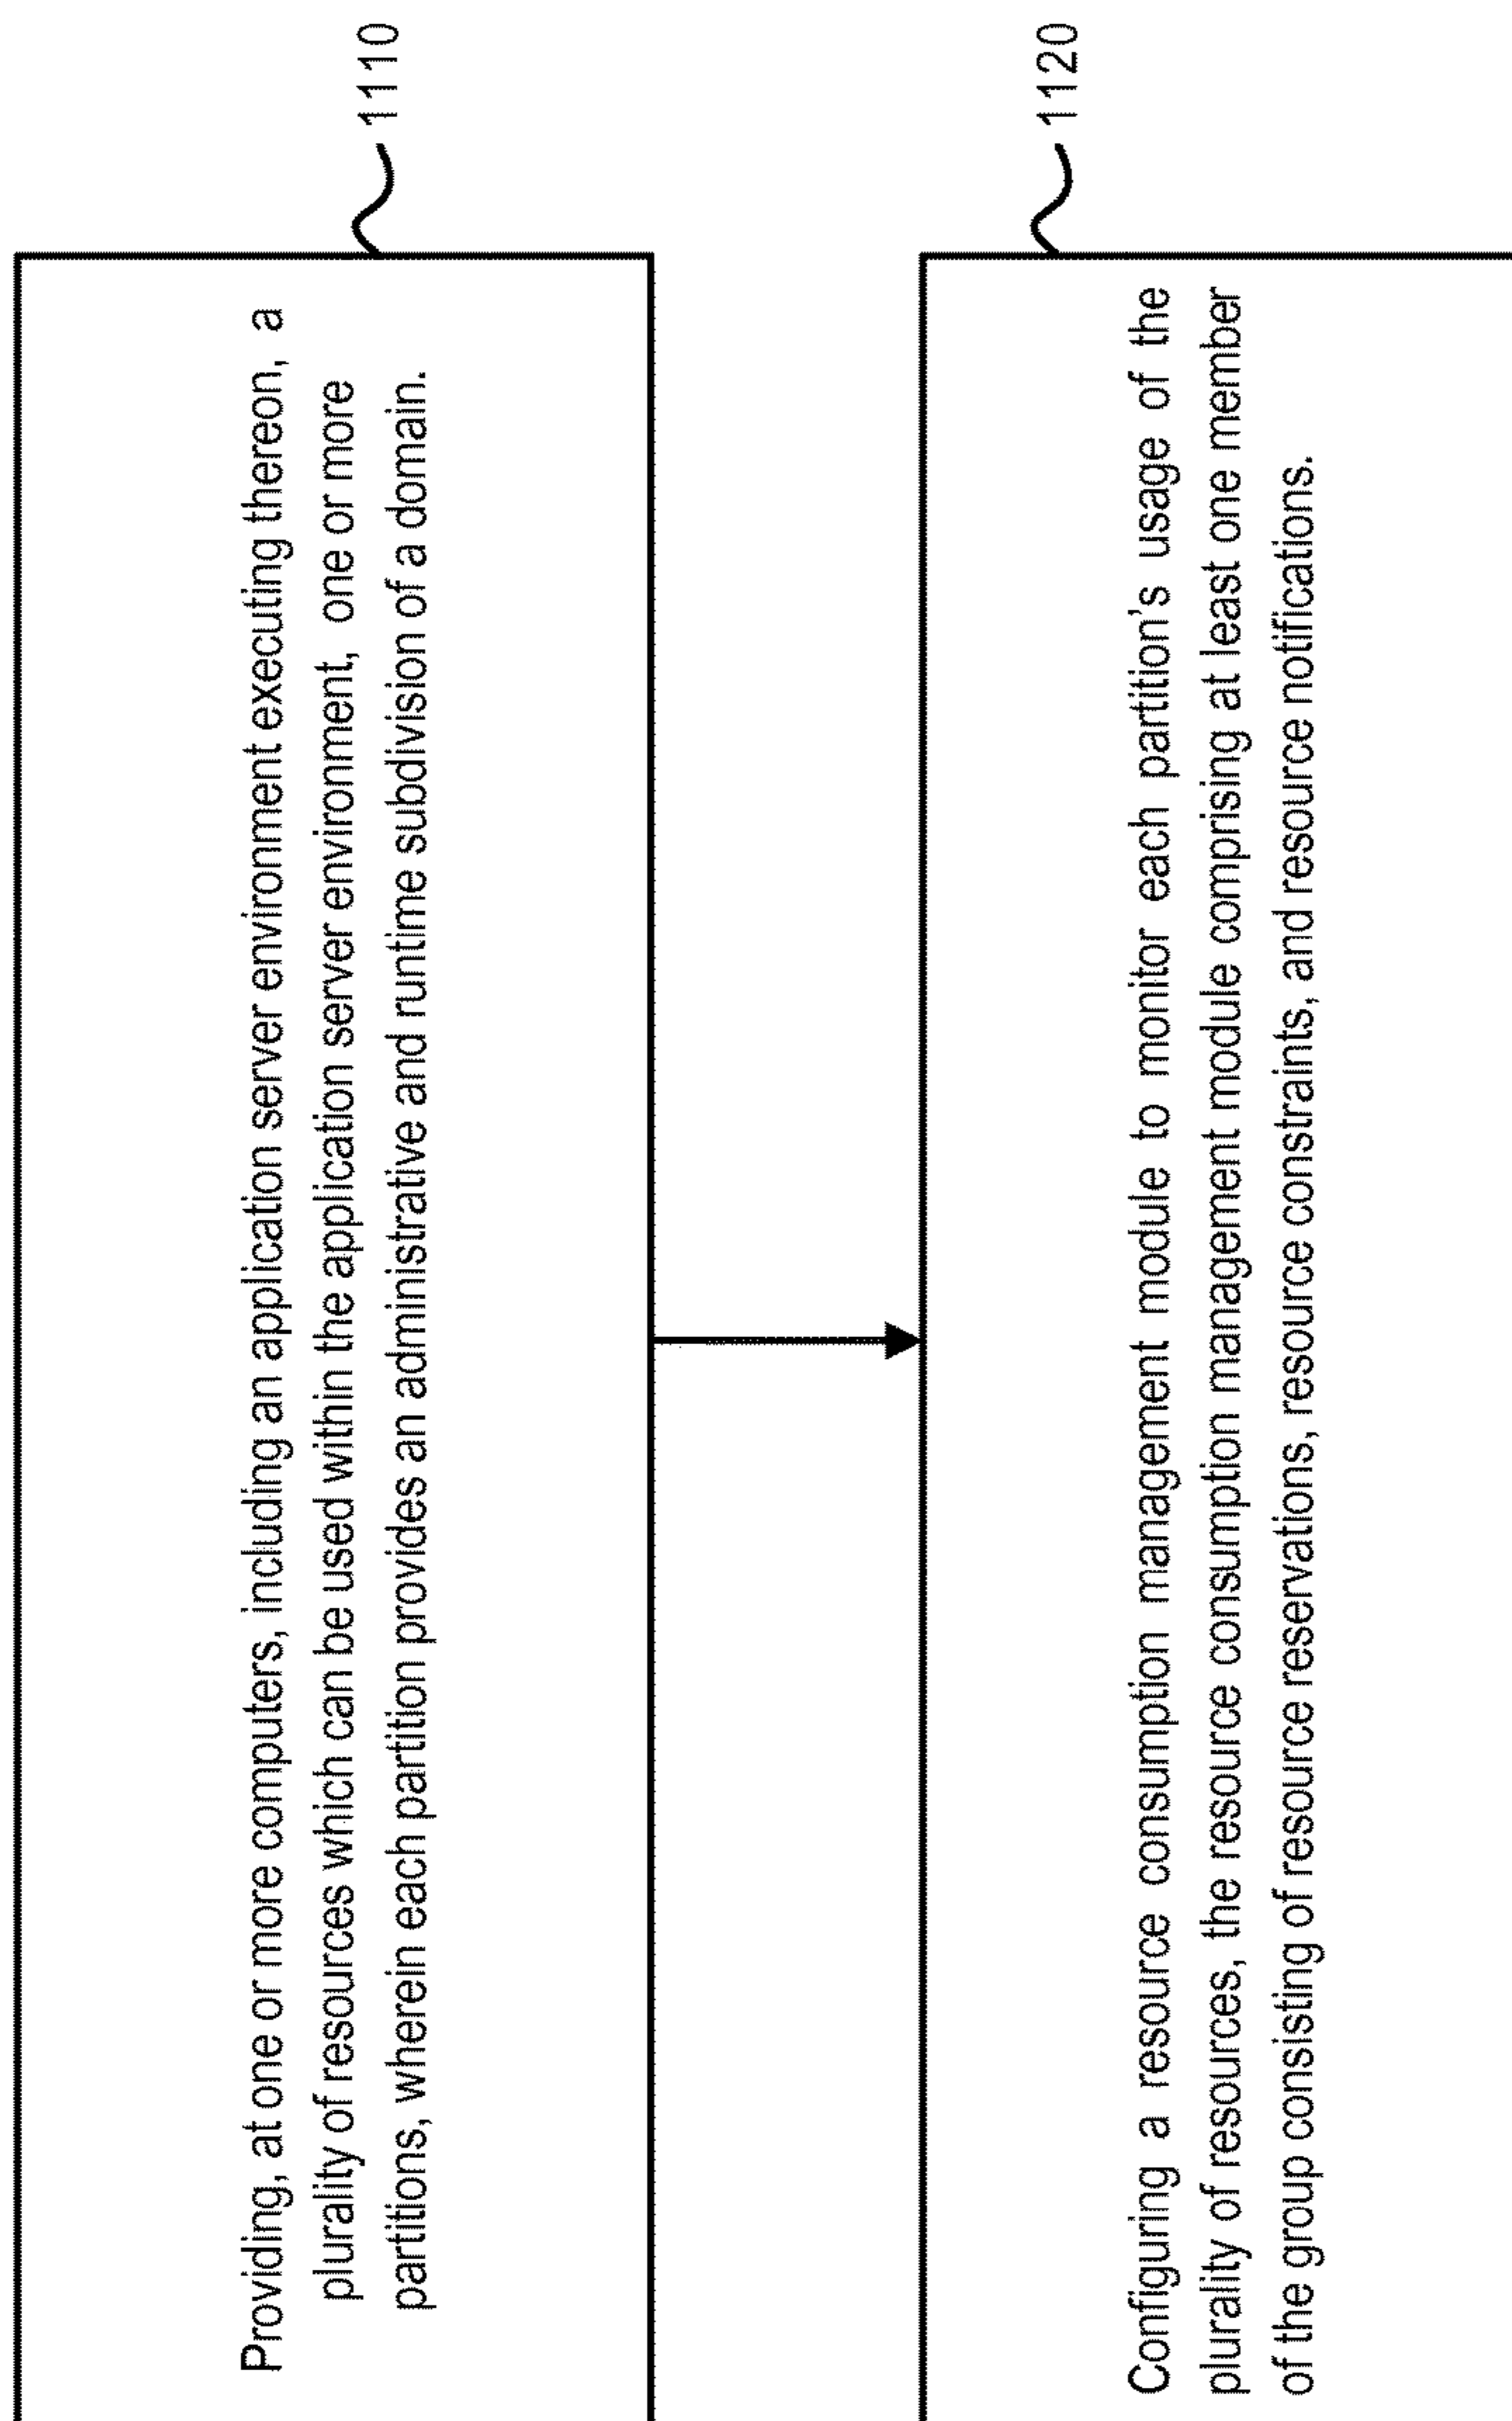 Providing, at one or more computers, including an application server environment executing thereon, a
plurality of resources which can be used within the application server environment, one or more
partitions, wherein each partition provides an administrative and runtime subdivision of a domain.
1110
Configuring a resource consumption management module to monitor each partition's usage of the
plurality of resources, the resource consumption management module comprising at least one member
of the group consisting of resource reservations, resource constraints, and resource notifications.
1120